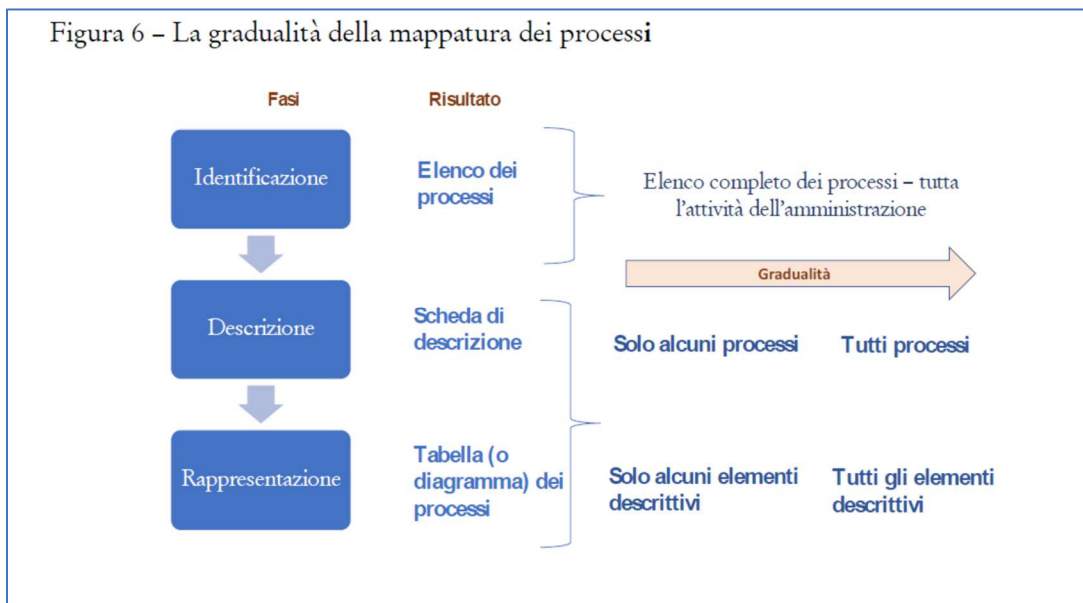 Figura 6 – La gradualità della mappatura dei processi
Fasi
Risultato
Identificazione
Elenco dei
processi
Elenco completo dei processi – tutta
l'attività dell'amministrazione
Gradualità
Descrizione
Scheda di
descrizione
Solo alcuni processi
Tutti processi
Rappresentazione
Tabella (o
diagramma) dei
processi
Solo alcuni elementi
descrittivi
Tutti gli elementi
descrittivi